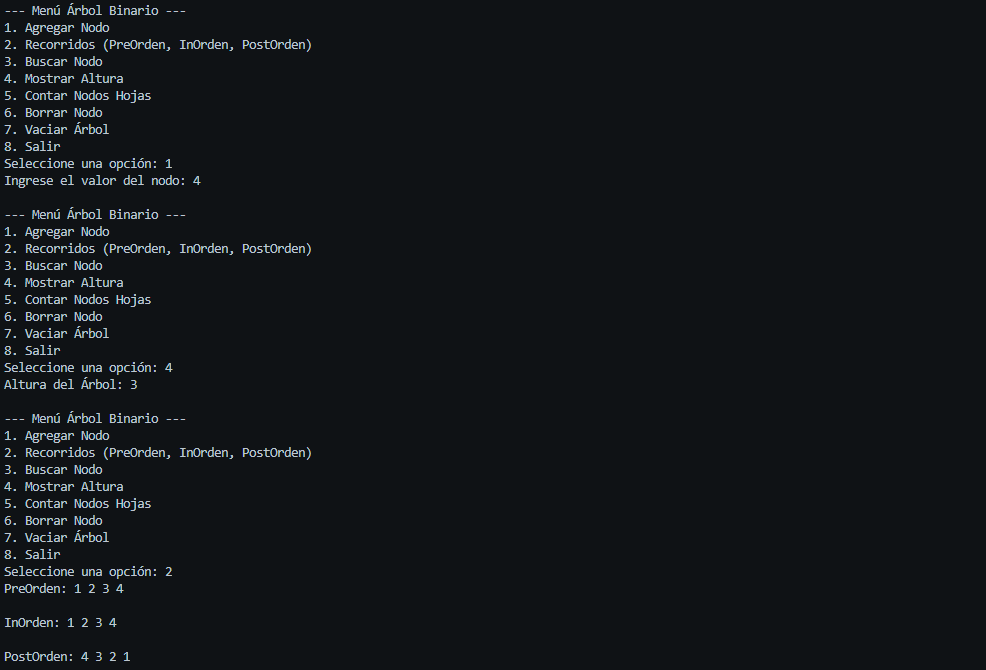 --- Menú Árbol Binario ---
1. Agregar Nodo
2. Recorridos (PreOrden, InOrden, PostOrden)
3. Buscar Nodo
4. Mostrar Altura
5. Contar Nodos Hojas
6. Borrar Nodo
7. Vaciar Árbol
8. Salir
Seleccione una opción: 1
Ingrese el valor del nodo: 4
--- Menú Árbol Binario ---
1. Agregar Nodo
2. Recorridos (PreOrden, InOrden, PostOrden)
3. Buscar Nodo
4. Mostrar Altura
5. Contar Nodos Hojas
6. Borrar Nodo
7. Vaciar Árbol
8. Salir
Seleccione una opción: 4
Altura del Árbol: 3
--- Menú Árbol Binario ---
1. Agregar Nodo
2. Recorridos (PreOrden, InOrden, PostOrden)
3. Buscar Nodo
4. Mostrar Altura
5. Contar Nodos Hojas
6. Borrar Nodo
7. Vaciar Árbol
8. Salir
Seleccione una opción: 2
PreOrden: 1 2 3 4
InOrden: 1 2 3 4
PostOrden: 4 3 2 1